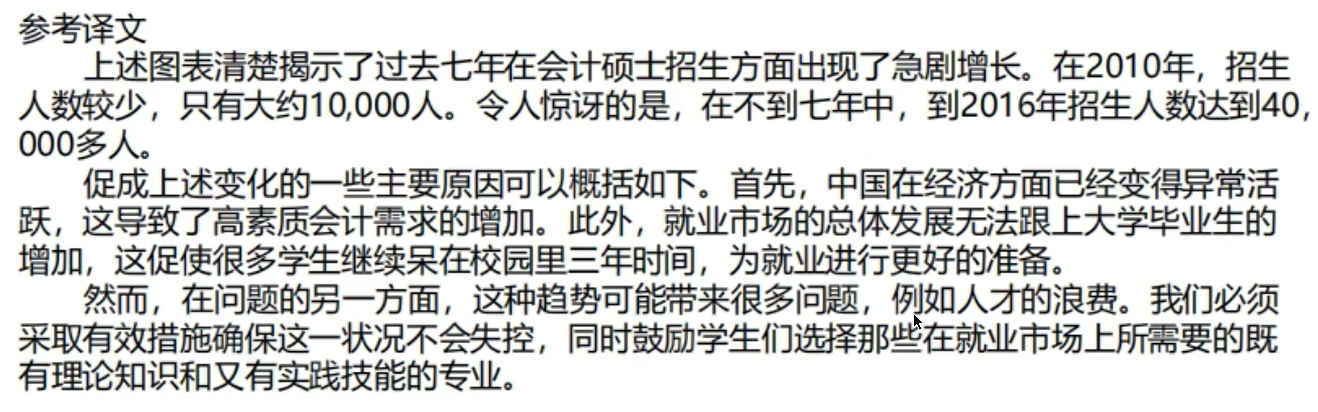 参考译文
上述图表清楚揭示了过去七年在会计硕士招生方面出现了急剧增长。在2010年，招生
人数较少，只有大约10,000人。令人惊讶的是，在不到七年中，到2016年招生人数达到40，
000多人。
促成上述变化的一些主要原因可以概括如下。首先，中国在经济方面已经变得异常活
跃，这导致了高素质会计需求的增加。此外，就业市场的总体发展无法跟上大学毕业生的
增加，这促使很多学生继续呆在校园里三年时间，为就业进行更好的准备。
然而，在问题的另一方面，这种趋势可能带来很多问题，例如人才的浪费。我们必须
采取有效措施确保这一状况不会失控，同时鼓励学生们选择那些在就业市场上所需要的既
有理论知识和又有实践技能的专业。